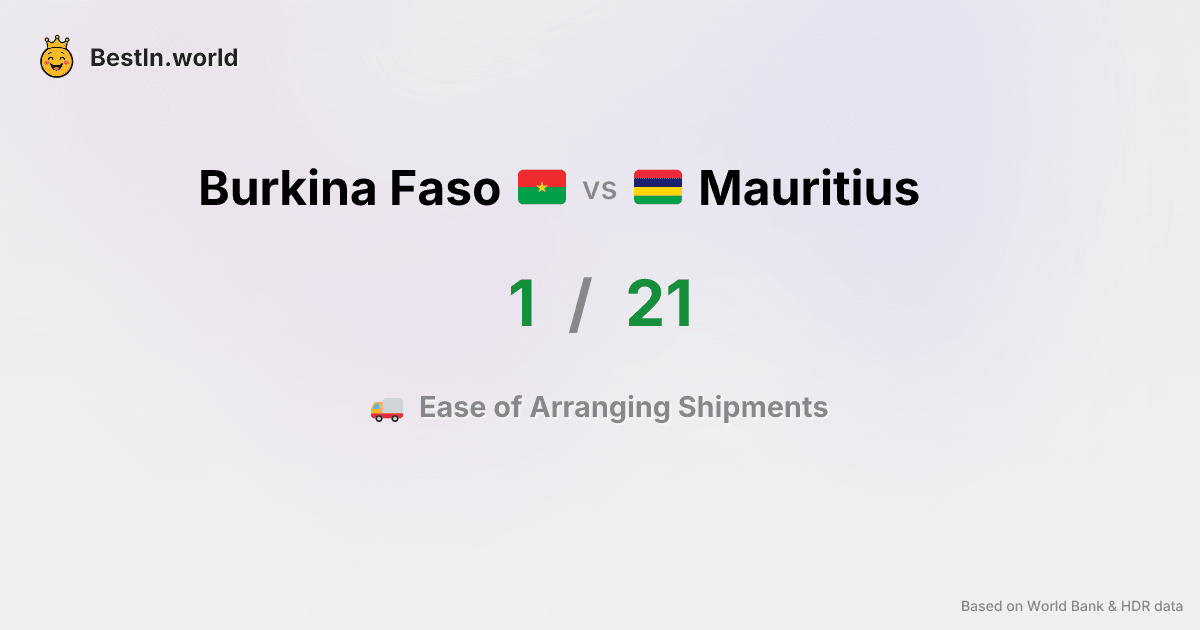 BestIn.world
Burkina Faso vs Mauritius
1 / 21
Ease of Arranging Shipments
Based on World Bank & HDR data